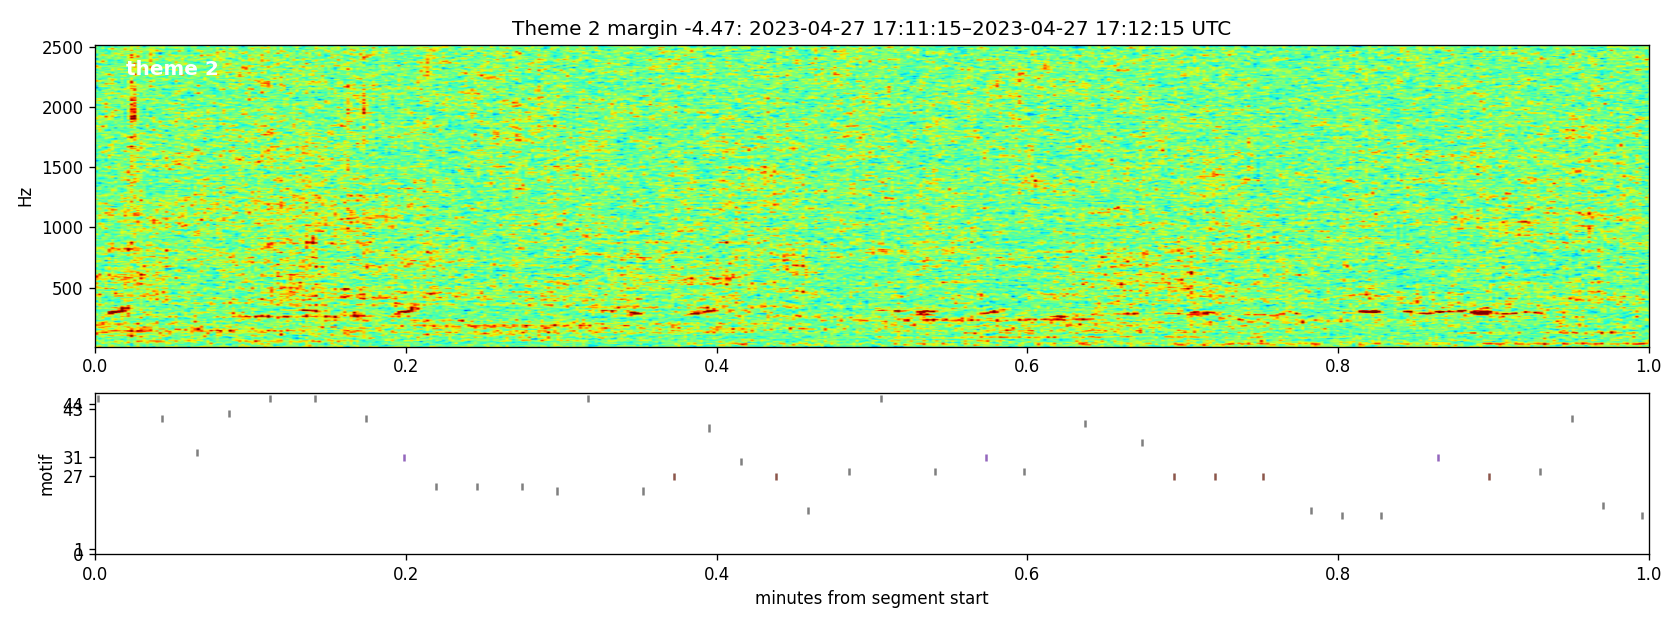 Theme 2 margin -4.47: 2023-04-27 17:11:15–2023-04-27 17:12:15 UTC
theme 2
Hz
2500
2000
1500
1000
500
0.0 0.2 0.4 0.6 0.8 1.0
motif
44
43
31
27
1
0
0.0 0.2 0.4 0.6 0.8 1.0
minutes from segment start